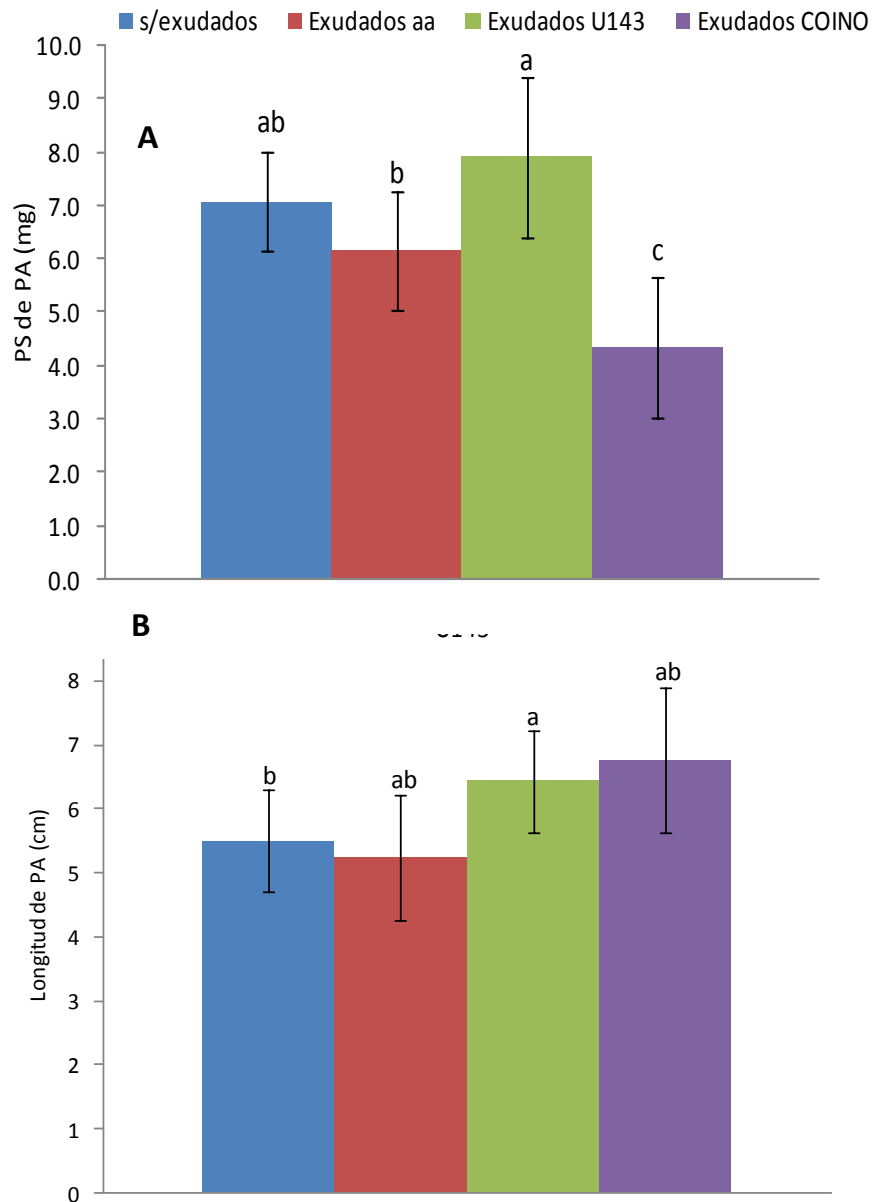 s/exudados Exudados aa Exudados U143 Exudados COINO
10.0
9.0
8.0
7.0
6.0
5.0
4.0
3.0
2.0
1.0
0.0
PS de PA (mg)
A
ab
b
a
c
B
8
7
6
5
4
3
2
1
0
Longitud de PA (cm)
b
ab
a
ab